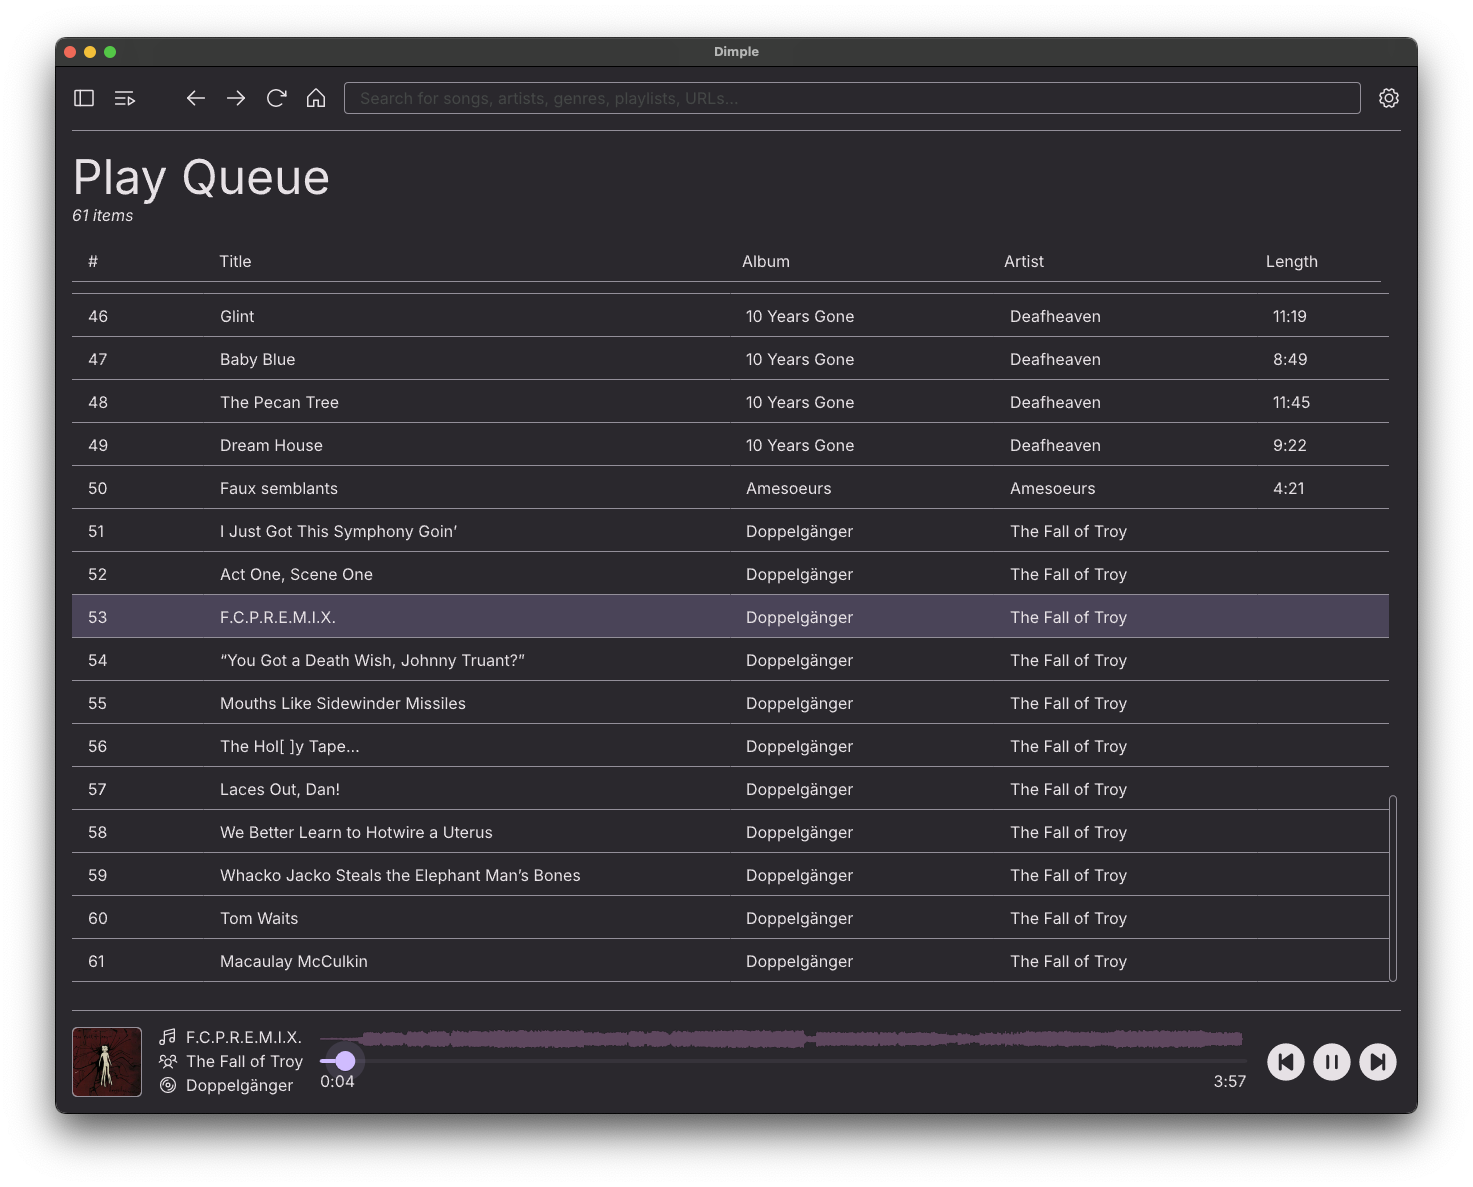 Dimple
Search for songs, artists, genres, playlists, URLs...
Play Queue
61 items
# Title Album Artist Length
46 Glint 10 Years Gone Deafheaven 11:19
47 Baby Blue 10 Years Gone Deafheaven 8:49
48 The Pecan Tree 10 Years Gone Deafheaven 11:45
49 Dream House 10 Years Gone Deafheaven 9:22
50 Faux semblants Amesoeurs Amesoeurs 4:21
51 I Just Got This Symphony Goin’ Doppelgänger The Fall of Troy
52 Act One, Scene One Doppelgänger The Fall of Troy
53 F.C.P.R.E.M.I.X. Doppelgänger The Fall of Troy
54 “You Got a Death Wish, Johnny Truant?” Doppelgänger The Fall of Troy
55 Mouths Like Sidewinder Missiles Doppelgänger The Fall of Troy
56 The Hol[ ]y Tape… Doppelgänger The Fall of Troy
57 Laces Out, Dan! Doppelgänger The Fall of Troy
58 We Better Learn to Hotwire a Uterus Doppelgänger The Fall of Troy
59 Whacko Jacko Steals the Elephant Man’s Bones Doppelgänger The Fall of Troy
60 Tom Waits Doppelgänger The Fall of Troy
61 Macaulay McCulkin Doppelgänger The Fall of Troy
F.C.P.R.E.M.I.X.
The Fall of Troy
Doppelgänger
0:04 3:57